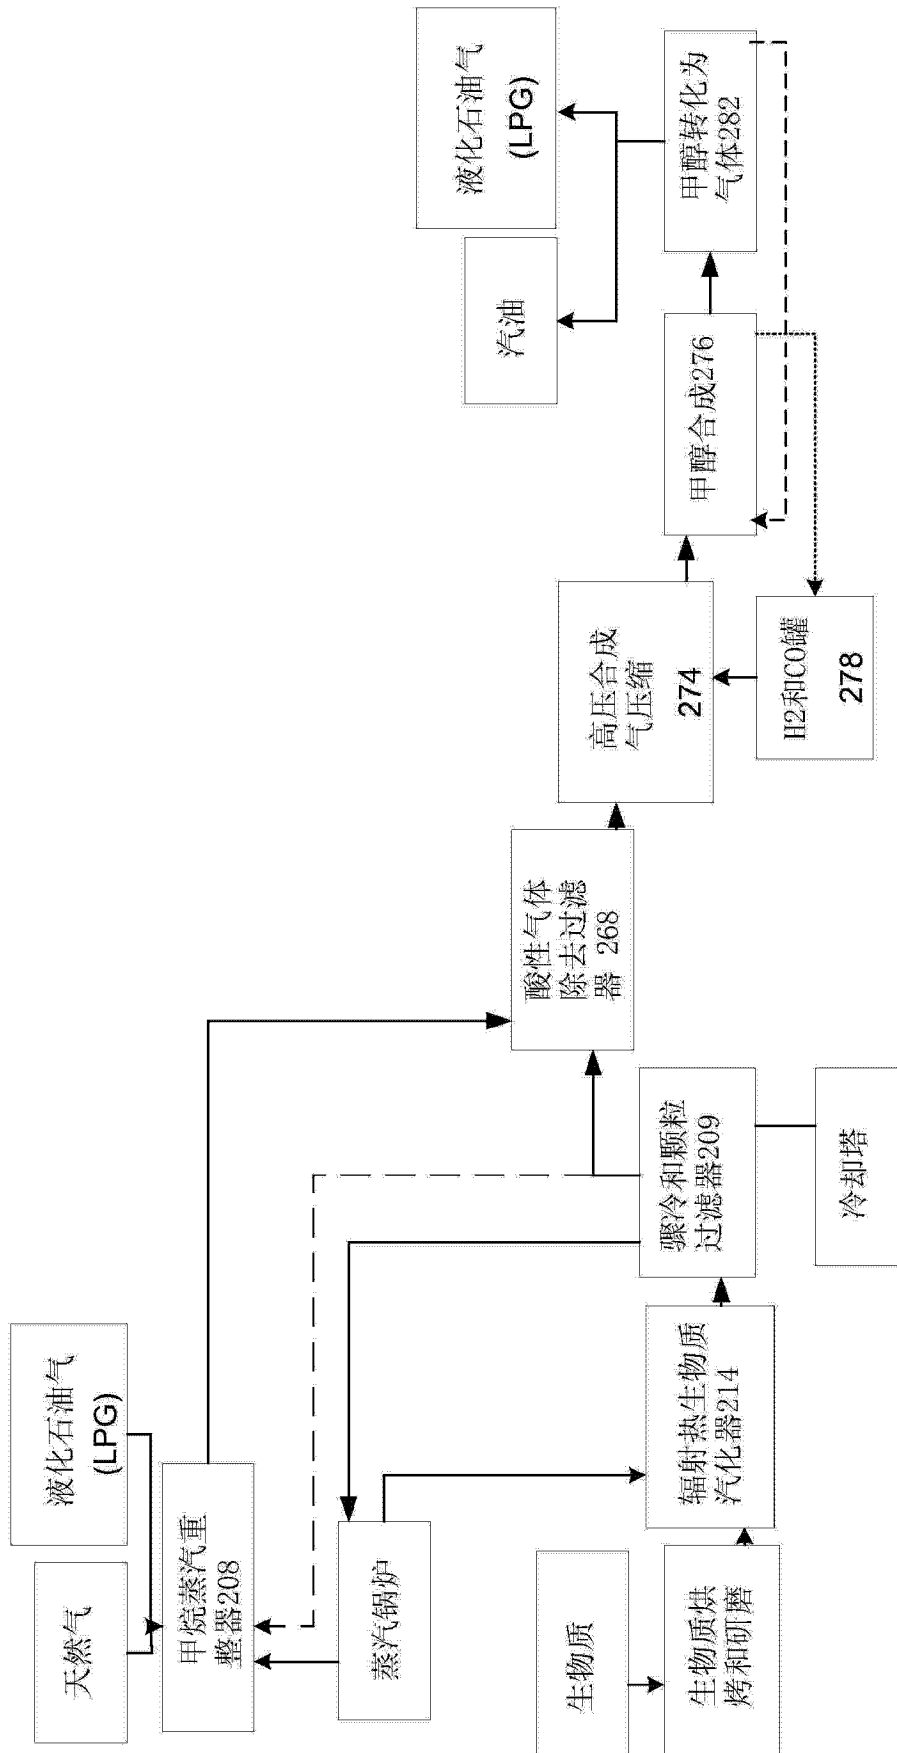 天然气
液化石油气
(LPG)
甲烷蒸汽重
整器208
蒸汽锅炉
生物质
生物质烘
烤和研磨
辐射热生物质
汽化器214
骤冷和颗粒
过滤器209
冷却塔
酸性气体
除去过滤
器 268
高压合成
气压缩
274
H2和CO罐
278
甲醇合成276
甲醇转化为
气体282
汽油
液化石油气
(LPG)